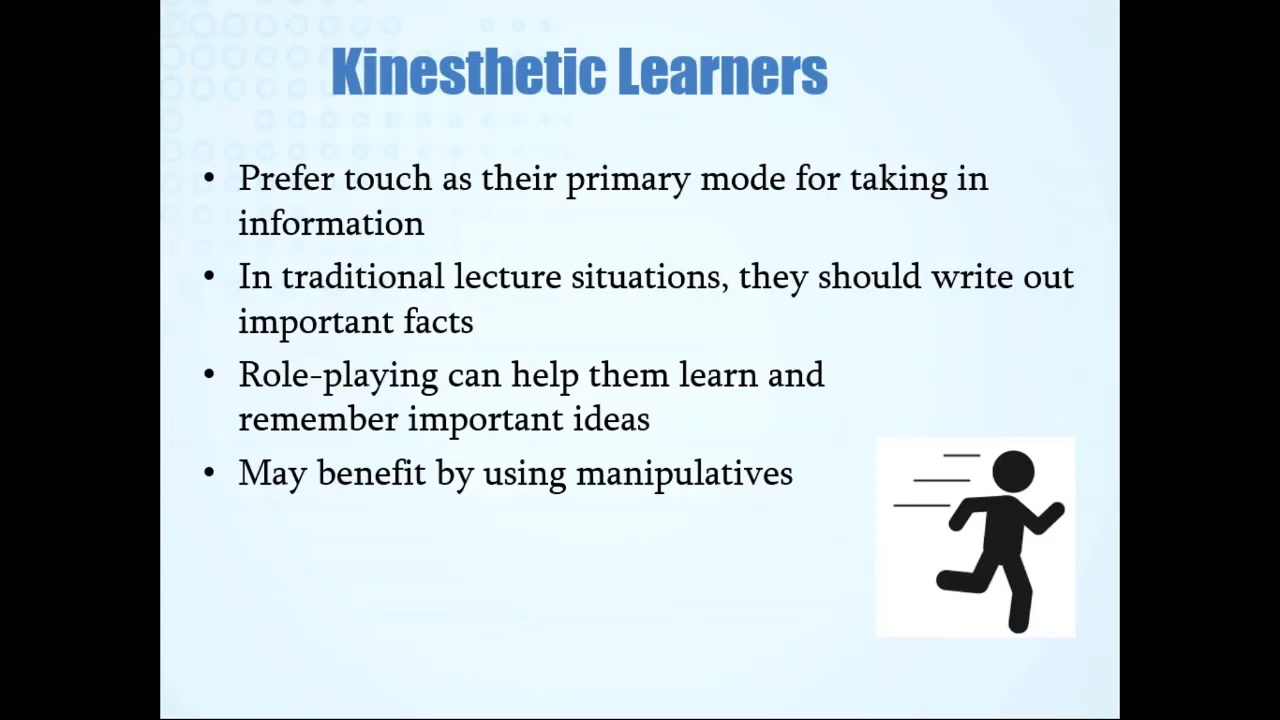 Kinesthetic Learners
• Prefer touch as their primary mode for taking in
information
• In traditional lecture situations, they should write out
important facts
• Role-playing can help them learn and
remember important ideas
• May benefit by using manipulatives